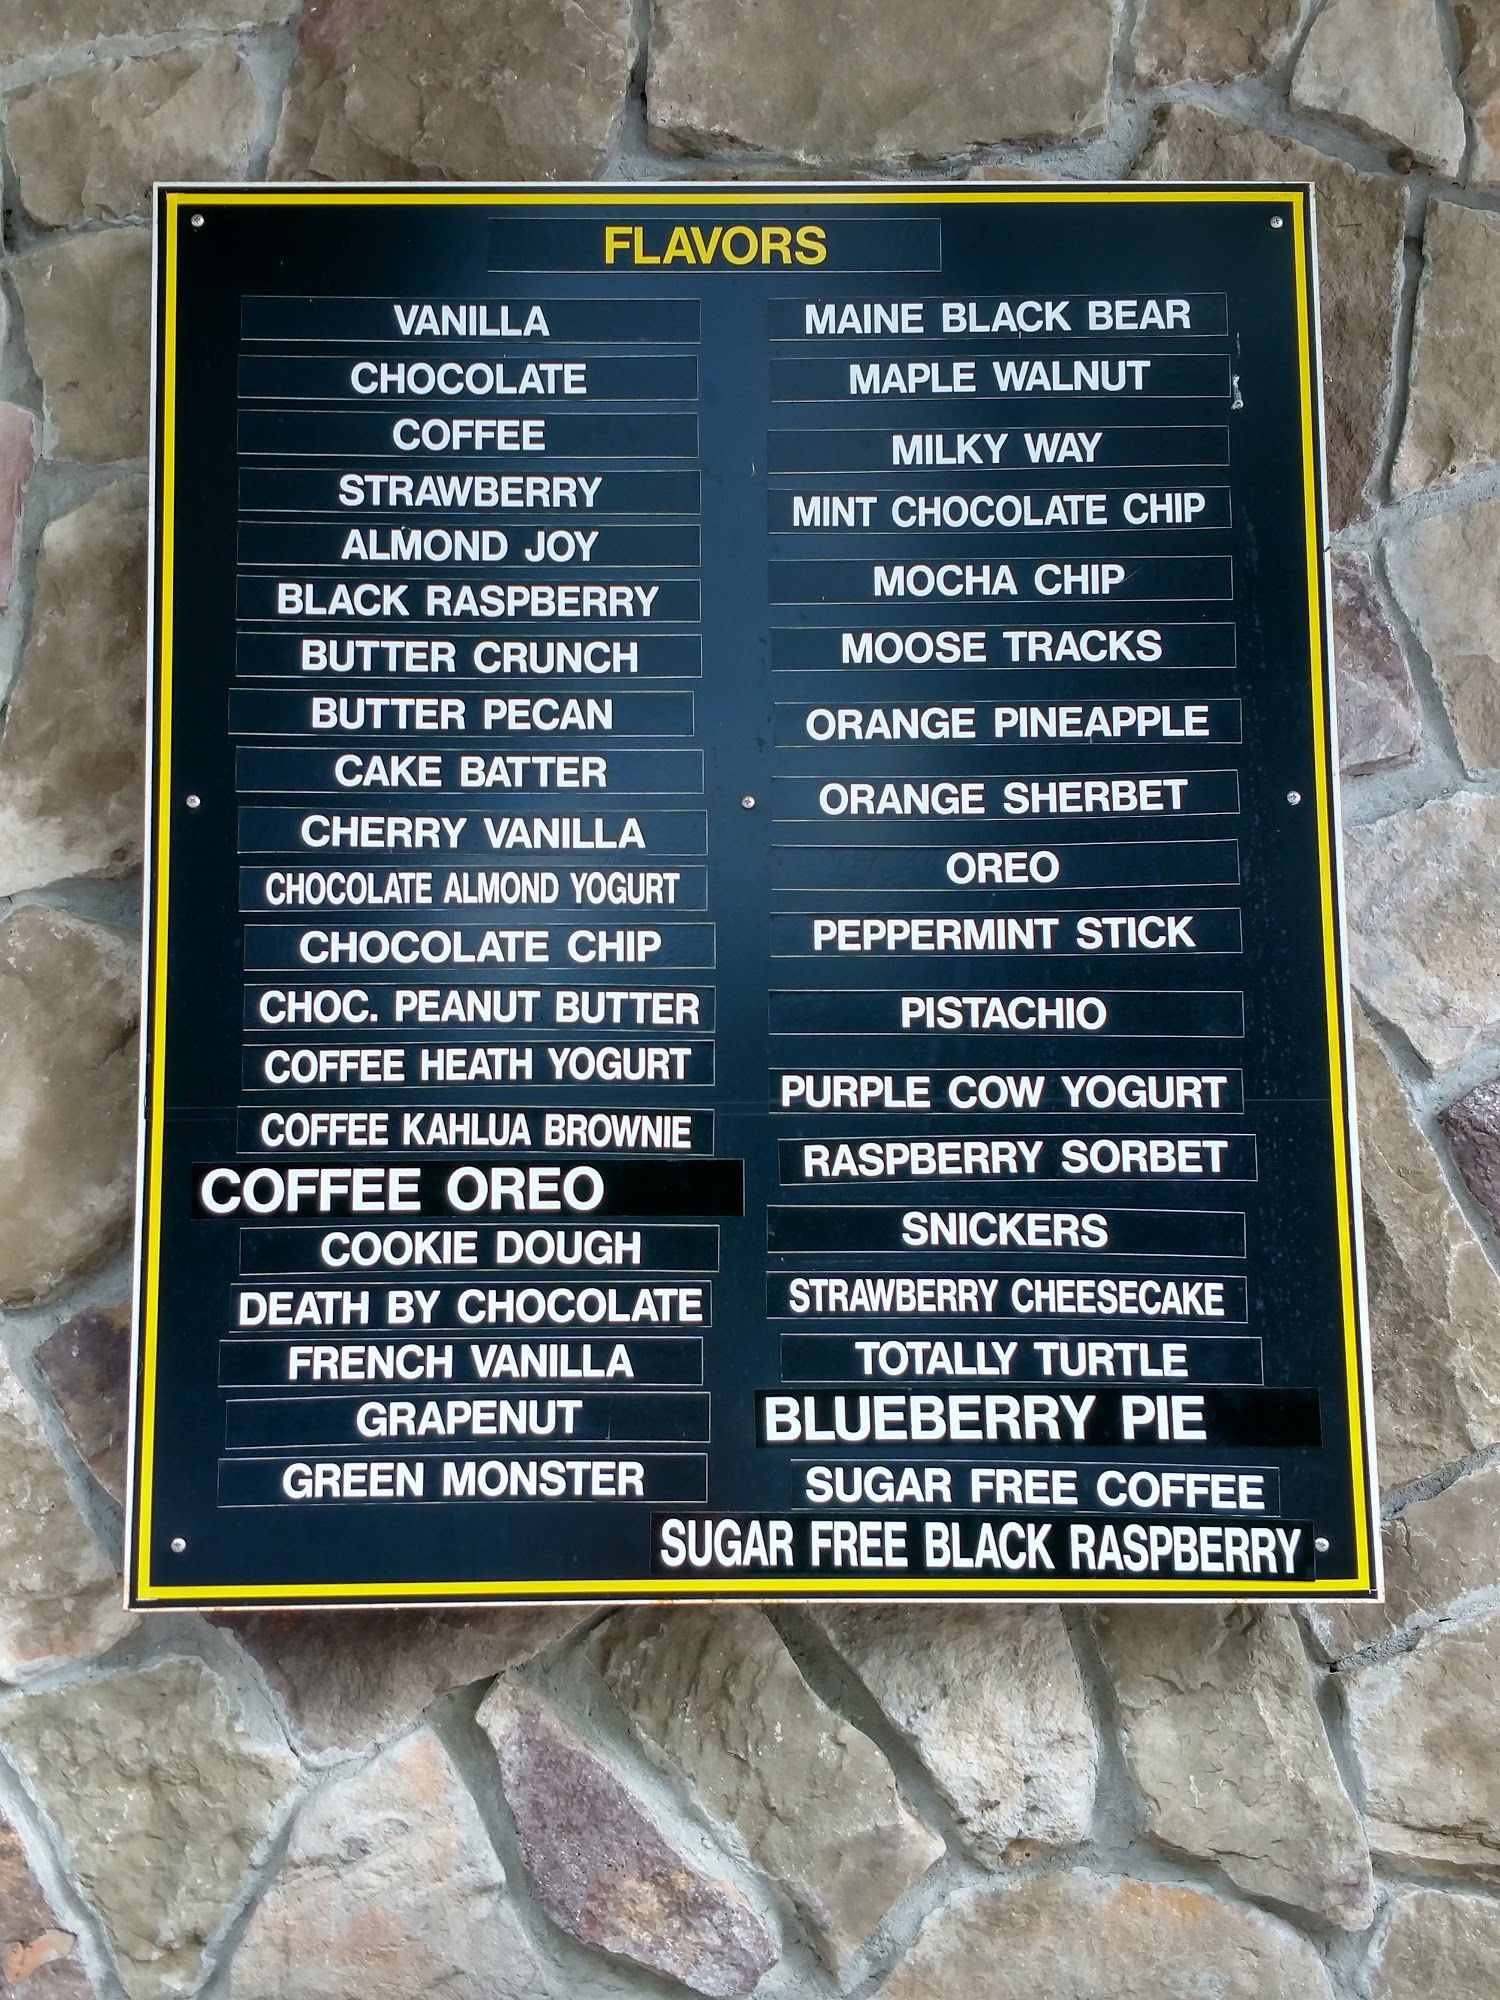 FLAVORS
VANILLA
CHOCOLATE
COFFEE
STRAWBERRY
ALMOND JOY
BLACK RASPBERRY
BUTTER CRUNCH
BUTTER PECAN
CAKE BATTER
CHERRY VANILLA
CHOCOLATE ALMOND YOGURT
CHOCOLATE CHIP
CHOC. PEANUT BUTTER
COFFEE HEATH YOGURT
COFFEE KAHLUA BROWNIE
COFFEE OREO
COOKIE DOUGH
DEATH BY CHOCOLATE
FRENCH VANILLA
GRAPENUT
GREEN MONSTER
MAINE BLACK BEAR
MAPLE WALNUT
MILKY WAY
MINT CHOCOLATE CHIP
MOCHA CHIP
MOOSE TRACKS
ORANGE PINEAPPLE
ORANGE SHERBET
OREO
PEPPERMINT STICK
PISTACHIO
PURPLE COW YOGURT
RASPBERRY SORBET
SNICKERS
STRAWBERRY CHEESECAKE
TOTALLY TURTLE
BLUEBERRY PIE
SUGAR FREE COFFEE
SUGAR FREE BLACK RASPBERRY